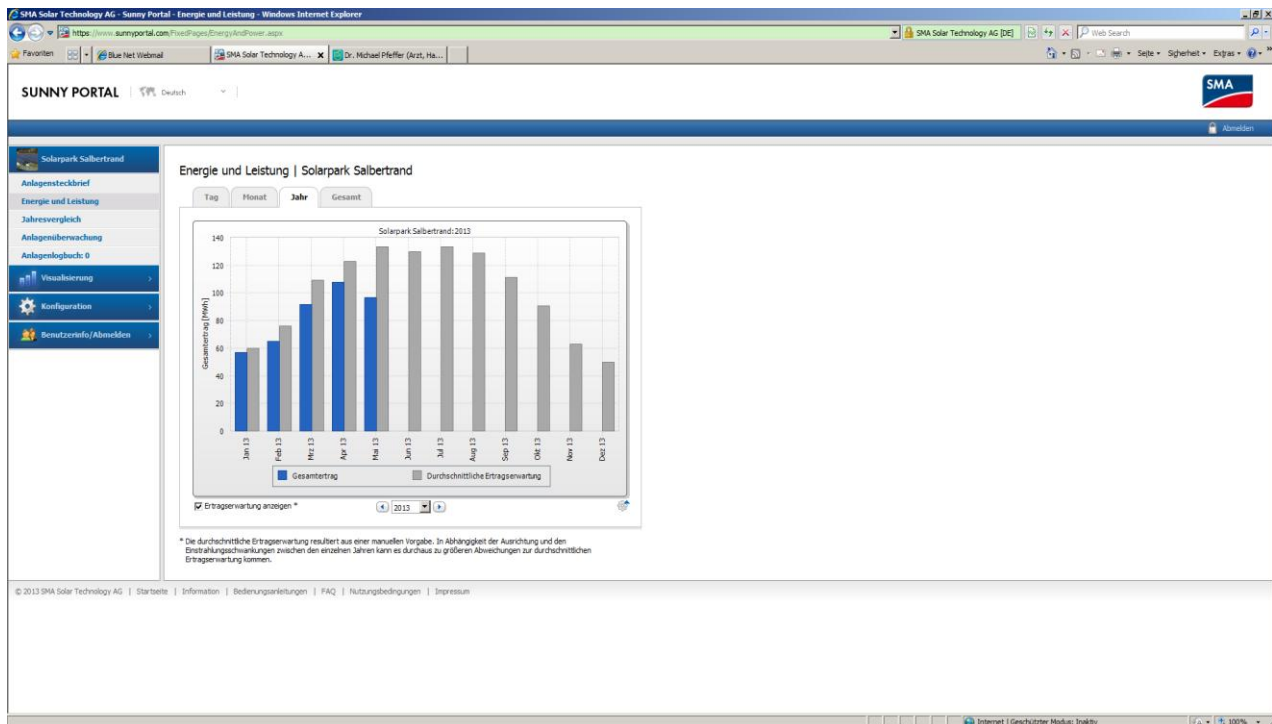 SMA Solar Technology AG - Sunny Portal - Energie und Leistung - Windows Internet Explorer
https://www.sunnyportal.com/FixedPages/EnergyAndPower.aspx
SMA Solar Technology AG [DE]
Web Search
Favoriten
Blue Net Webmail
SMA Solar Technology A...
Dr. Michael Pfeffer (Arzt, Ha...
Seite
Sicherheit
Extras
SUNNY PORTAL
Deutsch
SMA
Abmelden
Solarpark Salbertrand
Anlagensteckbrief
Energie und Leistung
Jahresvergleich
Anlagenüberwachung
Anlagenlogbuch: 0
Visualisierung
Konfiguration
Benutzerinfo/Abmelden
Energie und Leistung | Solarpark Salbertrand
Tag Monat Jahr Gesamt
Solarpark Salbertrand: 2013
Gesamtertrag [MWh]
140
120
100
80
60
40
20
0
Jan 13
Feb 13
Mrz 13
Apr 13
Mai 13
Jun 13
Jul 13
Aug 13
Sep 13
Okt 13
Nov 13
Dez 13
Gesamtertrag
Durchschnittliche Ertragserwartung
Ertragserwartung anzeigen *
2013
* Die durchschnittliche Ertragserwartung resultiert aus einer manuellen Vorgabe. In Abhängigkeit der Ausrichtung und den
Einstrahlungsschwankungen zwischen den einzelnen Jahren kann es durchaus zu größeren Abweichungen zur durchschnittlichen
Ertragserwartung kommen.
© 2013 SMA Solar Technology AG | Startseite | Information | Bedienungsanleitungen | FAQ | Nutzungsbedingungen | Impressum
Internet | Geschützter Modus: Inaktiv
100%